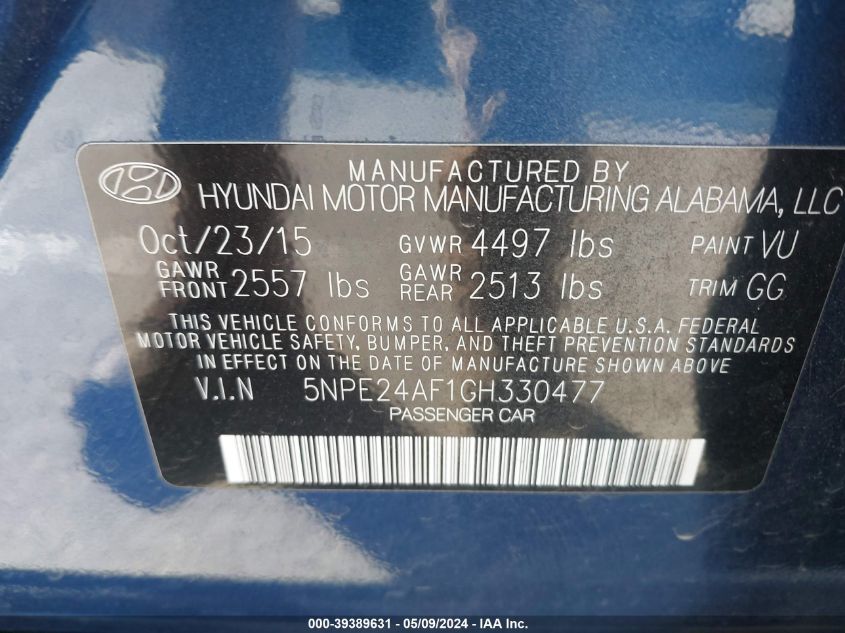 MANUFACTURED BY
HYUNDAI MOTOR MANUFACTURING ALABAMA, LLC
Oct/23/15 GVWR 4497 lbs PAINT VU
GAWR FRONT 2557 lbs GAWR REAR 2513 lbs TRIM GG
THIS VEHICLE CONFORMS TO ALL APPLICABLE U.S.A. FEDERAL
MOTOR VEHICLE SAFETY, BUMPER, AND THEFT PREVENTION STANDARDS
IN EFFECT ON THE DATE OF MANUFACTURE SHOWN ABOVE.
V.I.N 5NPE24AF1GH330477
PASSENGER CAR
000-39389631 - 05/09/2024 - IAA Inc.